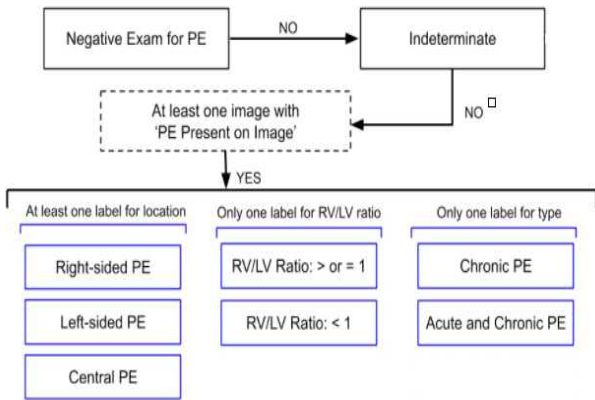 Negative Exam for PE
NO
Indeterminate
NO
At least one image with
'PE Present on Image'
YES
At least one label for location
Only one label for RV/LV ratio
Only one label for type
Right-sided PE
RV/LV Ratio: > or = 1
Chronic PE
Left-sided PE
RV/LV Ratio: < 1
Acute and Chronic PE
Central PE